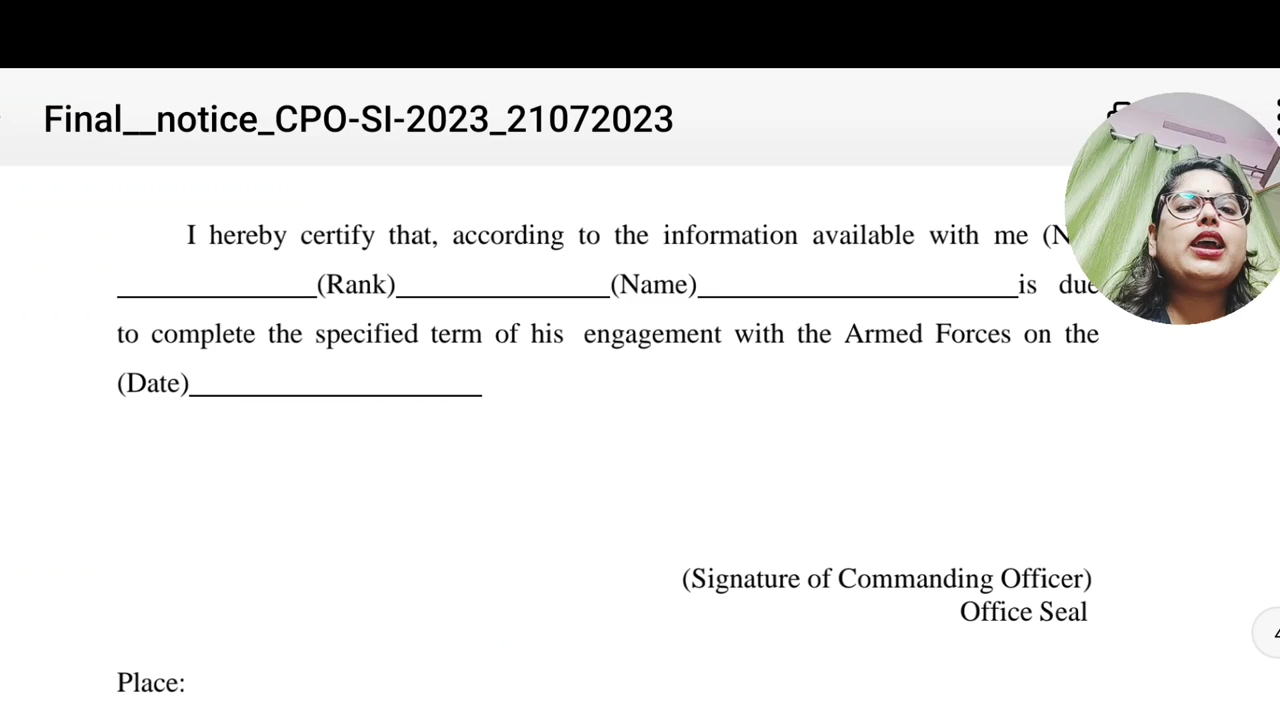 Final__notice_CPO-SI-2023_21072023
I hereby certify that, according to the information available with me
______________(Rank)_______________(Name)______________________is due
to complete the specified term of his engagement with the Armed Forces on the
(Date)____________________
(Signature of Commanding Officer)
Office Seal
Place: